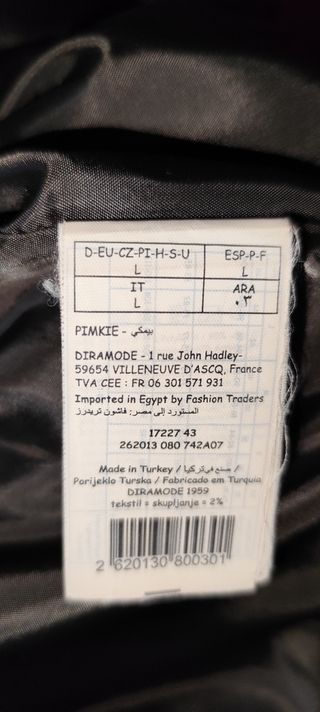 D-EU-CZ-PI-H-S-U ESP-P-F
L L
IT ARA
L ٠٣
PIMKIE - بيمكي
DIRAMODE - 1 rue John Hadley-
59654 VILLENEUVE D'ASCQ, France
TVA CEE : FR 06 301 571 931
Imported in Egypt by Fashion Traders
المستورد إلى مصر: فاشون تريدرز
17227 43
262013 080 742A07
Made in Turkey / صنع في تركيا /
Porijeklo Turska / Fabricado em Turquia
DIRAMODE 1959
tekstil = skupljanje = 2%
2 620130 800301